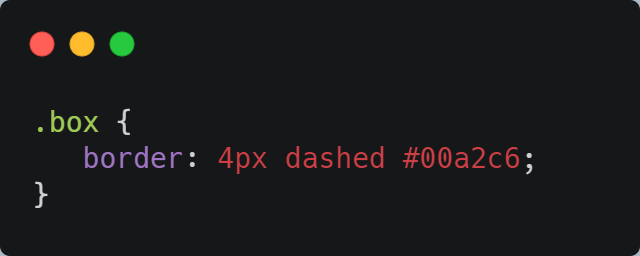 .box {
   border: 4px dashed #00a2c6;
}